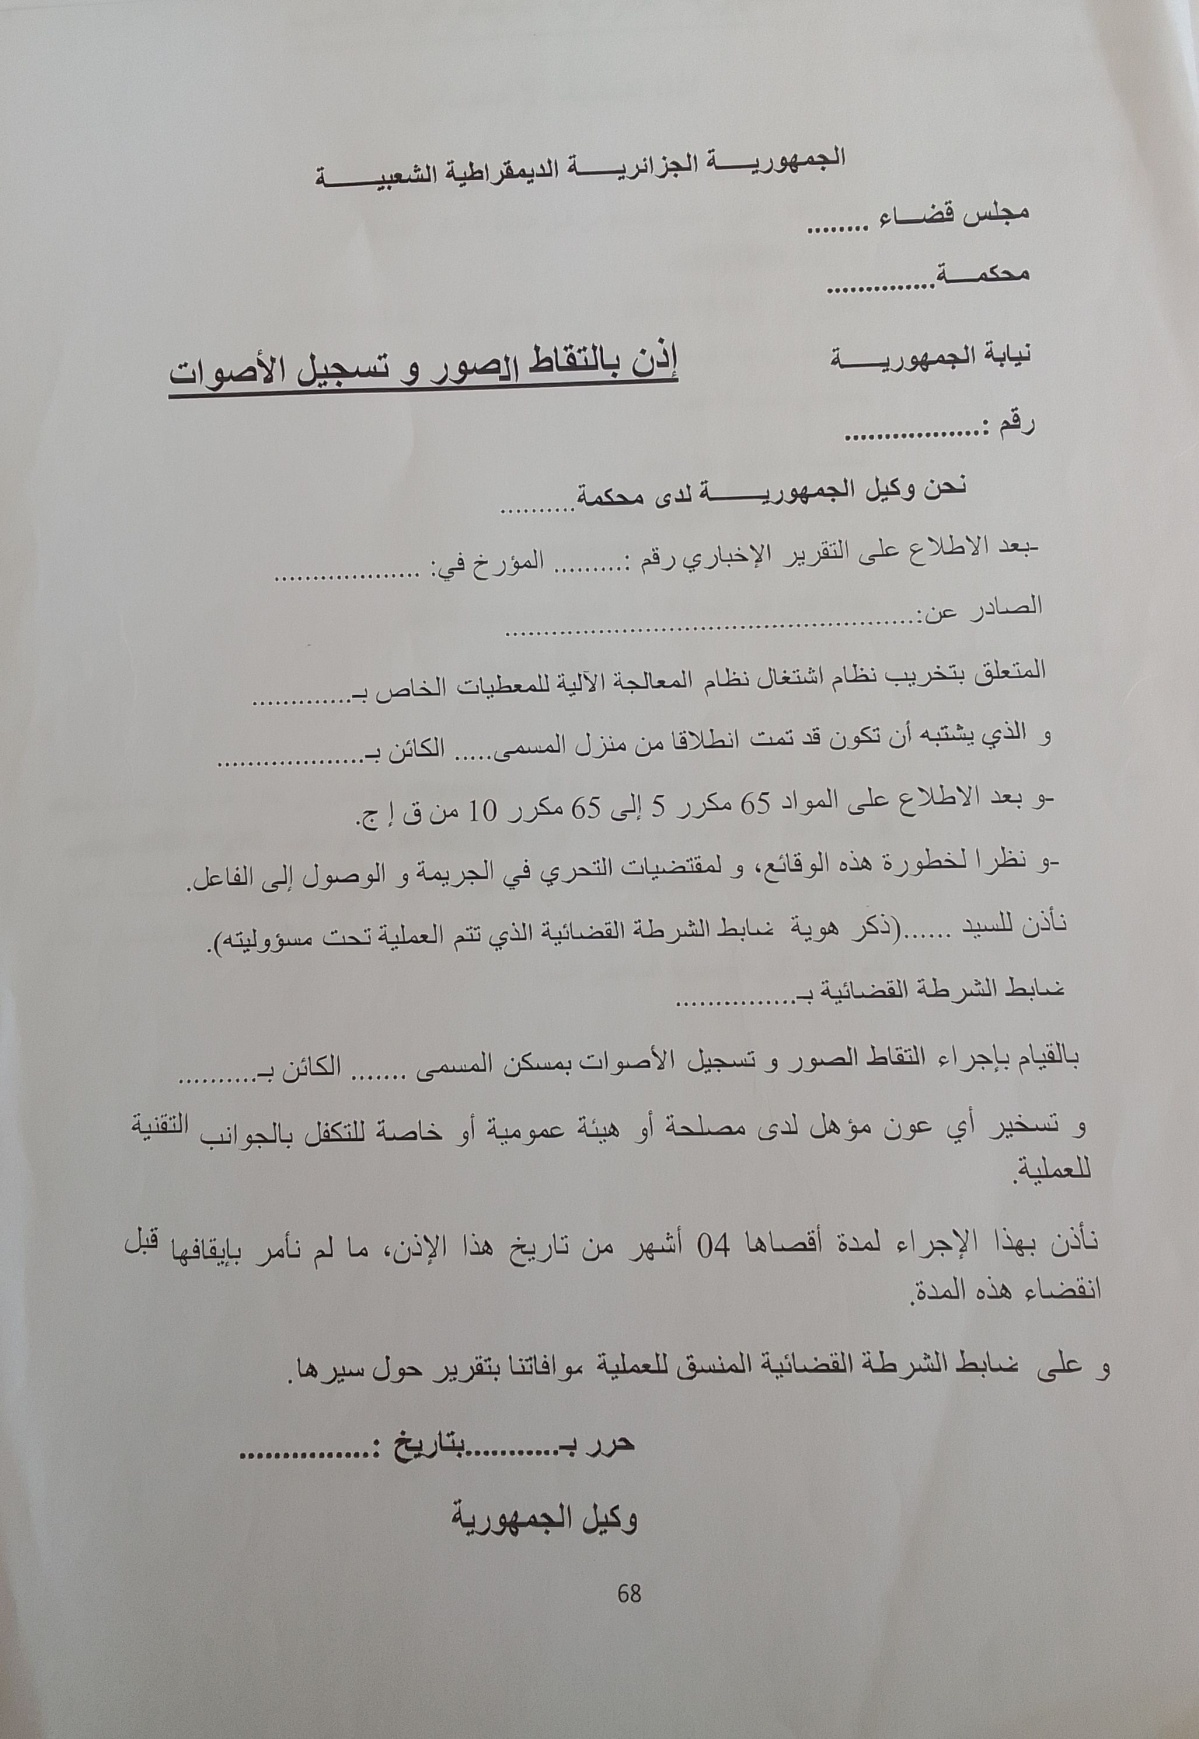 الجمهوريـــة الجزائريـــة الديمقراطية الشعبيـــة
مجلس قضـــاء ........
محكمـــة..............
نيابة الجمهوريـــة
إذن بالتقاط الصور و تسجيل الأصوات
رقم :.................
نحن وكيل الجمهوريـــة لدى محكمة..........
-بعد الاطلاع على التقرير الإخباري رقم :......... المؤرخ في: ...................
الصادر عن:.....................................................
المتعلق بتخريب نظام اشتغال نظام المعالجة الآلية للمعطيات الخاص بـ.............
و الذي يشتبه أن تكون قد تمت انطلاقا من منزل المسمى..... الكائن بـ...................
-و بعد الاطلاع على المواد 65 مكرر 5 إلى 65 مكرر 10 من ق إ ج.
-و نظرا لخطورة هذه الوقائع، و لمقتضيات التحري في الجريمة و الوصول إلى الفاعل.
نأذن للسيد ......(ذكر هوية ضابط الشرطة القضائية الذي تتم العملية تحت مسؤوليته).
ضابط الشرطة القضائية بـ...............
بالقيام بإجراء التقاط الصور و تسجيل الأصوات بمسكن المسمى ....... الكائن بـ..........
و تسخير أي عون مؤهل لدى مصلحة أو هيئة عمومية أو خاصة للتكفل بالجوانب التقنية
للعملية.
نأذن بهذا الإجراء لمدة أقصاها 04 أشهر من تاريخ هذا الإذن، ما لم نأمر بإيقافها قبل
انقضاء هذه المدة.
و على ضابط الشرطة القضائية المنسق للعملية موافاتنا بتقرير حول سيرها.
حرر بـ...........بتاريخ :................
وكيل الجمهورية
68